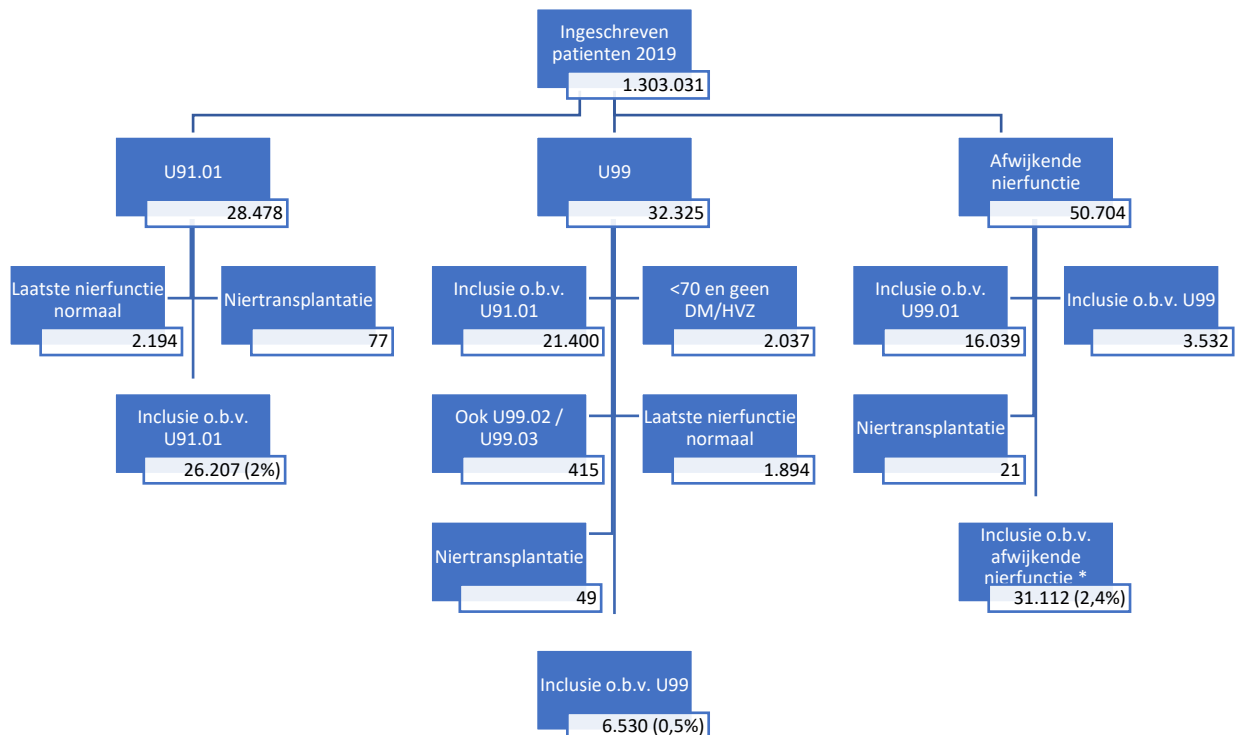 Ingeschreven
patienten 2019
1.303.031
U91.01
28.478
U99
32.325
Afwijkende
nierfunctie
50.704
Laatste nierfunctie
normaal
2.194
Niertransplantatie
77
Inclusie o.b.v.
U91.01
21.400
<70 en geen
DM/HVZ
2.037
Inclusie o.b.v.
U99.01
16.039
Inclusie o.b.v. U99
3.532
Inclusie o.b.v.
U91.01
26.207 (2%)
Ook U99.02 /
U99.03
415
Laatste nierfunctie
normaal
1.894
Niertransplantatie
21
Niertransplantatie
49
Inclusie o.b.v.
afwijkende
nierfunctie *
31.112 (2,4%)
Inclusie o.b.v. U99
6.530 (0,5%)